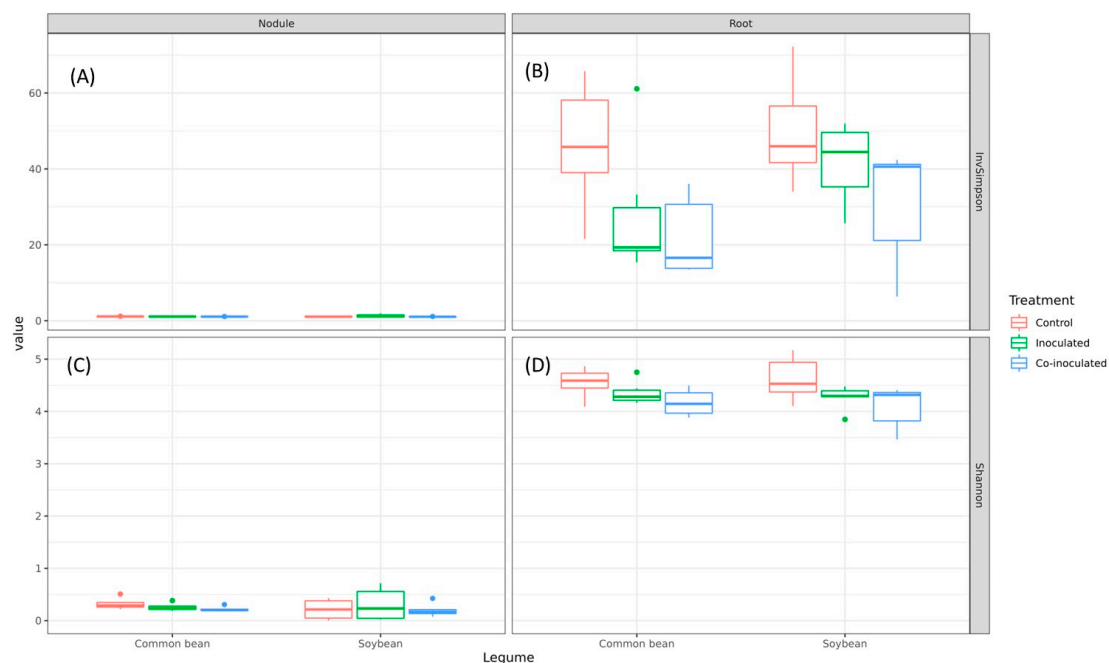 Nodule
Root
(A)
(B)
60
40
20
0
InvSimpson
value
(C)
(D)
5
4
3
2
1
0
Shannon
Common bean
Soybean
Common bean
Soybean
Legume
Treatment
Control
Inoculated
Co-inoculated